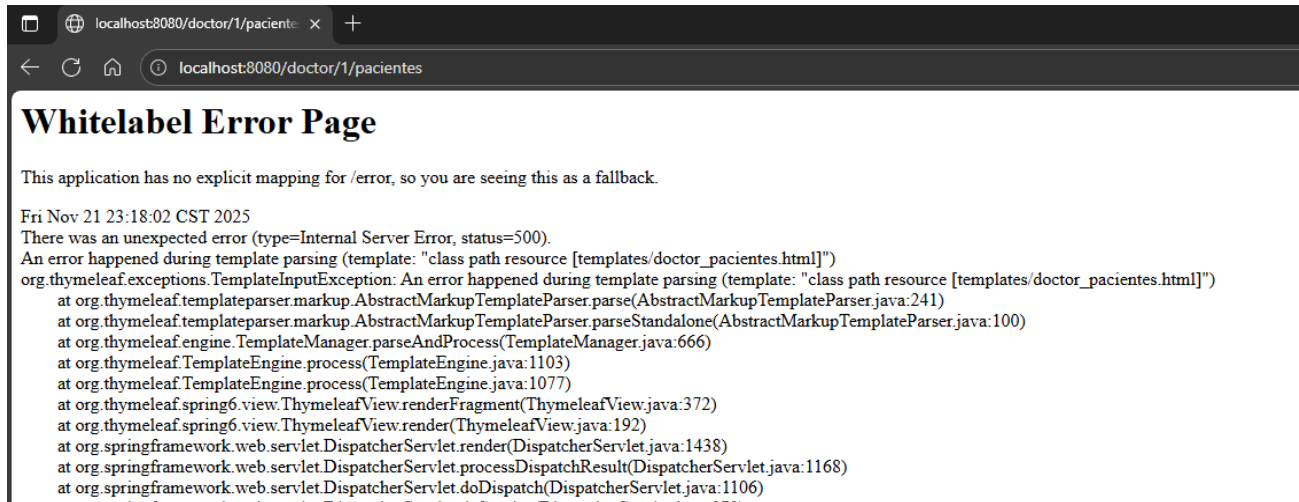 localhost:8080/doctor/1/paciente
localhost:8080/doctor/1/pacientes
Whitelabel Error Page
This application has no explicit mapping for /error, so you are seeing this as a fallback.
Fri Nov 21 23:18:02 CST 2025
There was an unexpected error (type=Internal Server Error, status=500).
An error happened during template parsing (template: "class path resource [templates/doctor_pacientes.html]")
org.thymeleaf.exceptions.TemplateInputException: An error happened during template parsing (template: "class path resource [templates/doctor_pacientes.html]")
at org.thymeleaf.templateparser.markup.AbstractMarkupTemplateParser.parse(AbstractMarkupTemplateParser.java:241)
at org.thymeleaf.templateparser.markup.AbstractMarkupTemplateParser.parseStandalone(AbstractMarkupTemplateParser.java:100)
at org.thymeleaf.engine.TemplateManager.parseAndProcess(TemplateManager.java:666)
at org.thymeleaf.TemplateEngine.process(TemplateEngine.java:1103)
at org.thymeleaf.TemplateEngine.process(TemplateEngine.java:1077)
at org.thymeleaf.spring6.view.ThymeleafView.renderFragment(ThymeleafView.java:372)
at org.thymeleaf.spring6.view.ThymeleafView.render(ThymeleafView.java:192)
at org.springframework.web.servlet.DispatcherServlet.render(DispatcherServlet.java:1438)
at org.springframework.web.servlet.DispatcherServlet.processDispatchResult(DispatcherServlet.java:1168)
at org.springframework.web.servlet.DispatcherServlet.doDispatch(DispatcherServlet.java:1106)